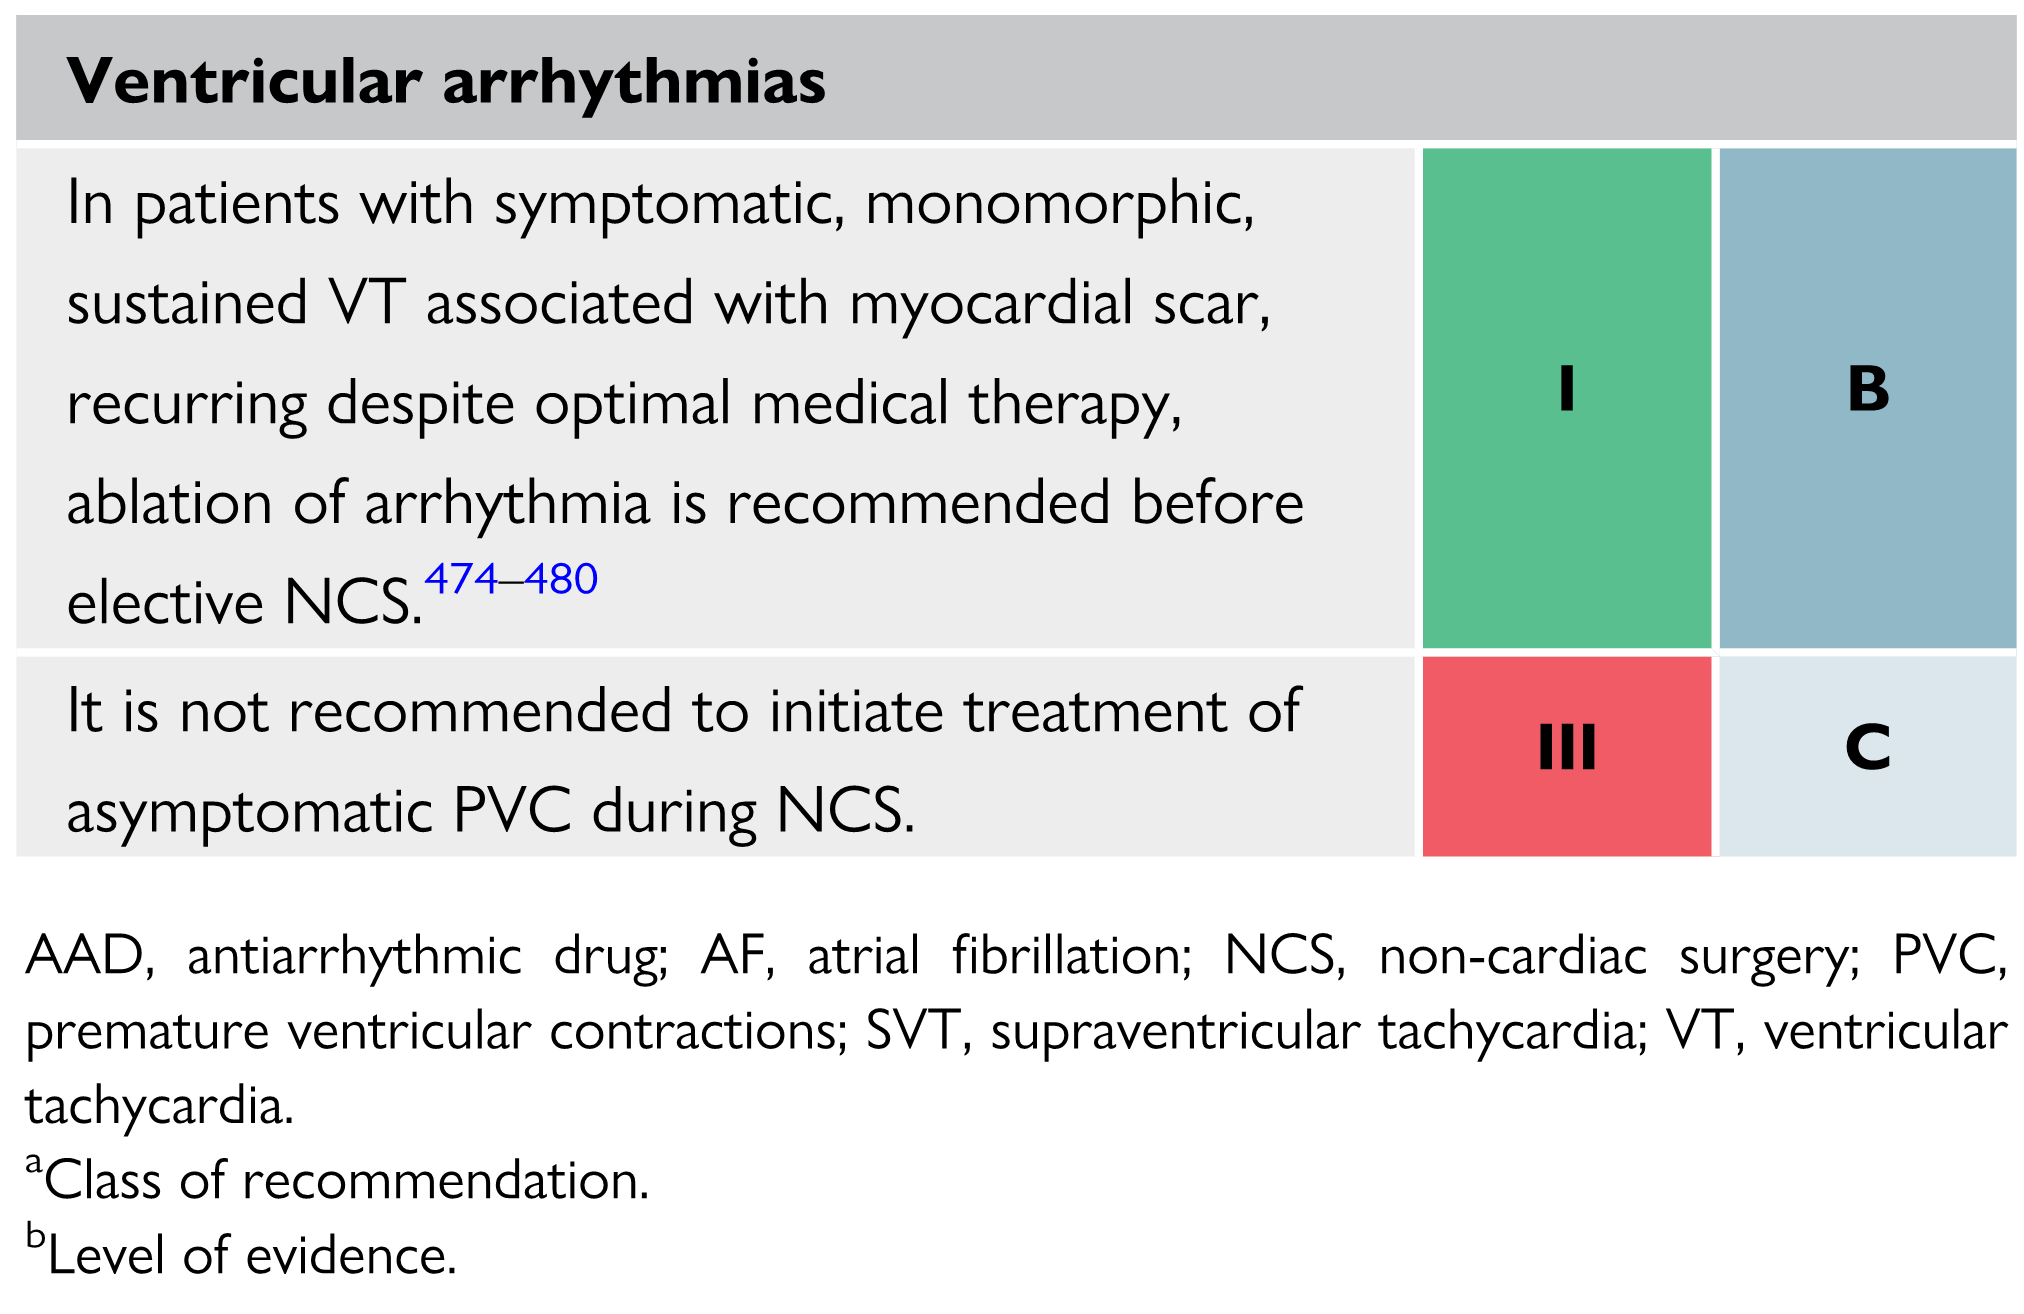 Ventricular arrhythmias
In patients with symptomatic, monomorphic,
sustained VT associated with myocardial scar,
recurring despite optimal medical therapy,
ablation of arrhythmia is recommended before
elective NCS.474–480
I
B
It is not recommended to initiate treatment of
asymptomatic PVC during NCS.
III
C
AAD, antiarrhythmic drug; AF, atrial fibrillation; NCS, non-cardiac surgery; PVC,
premature ventricular contractions; SVT, supraventricular tachycardia; VT, ventricular
tachycardia.
aClass of recommendation.
bLevel of evidence.